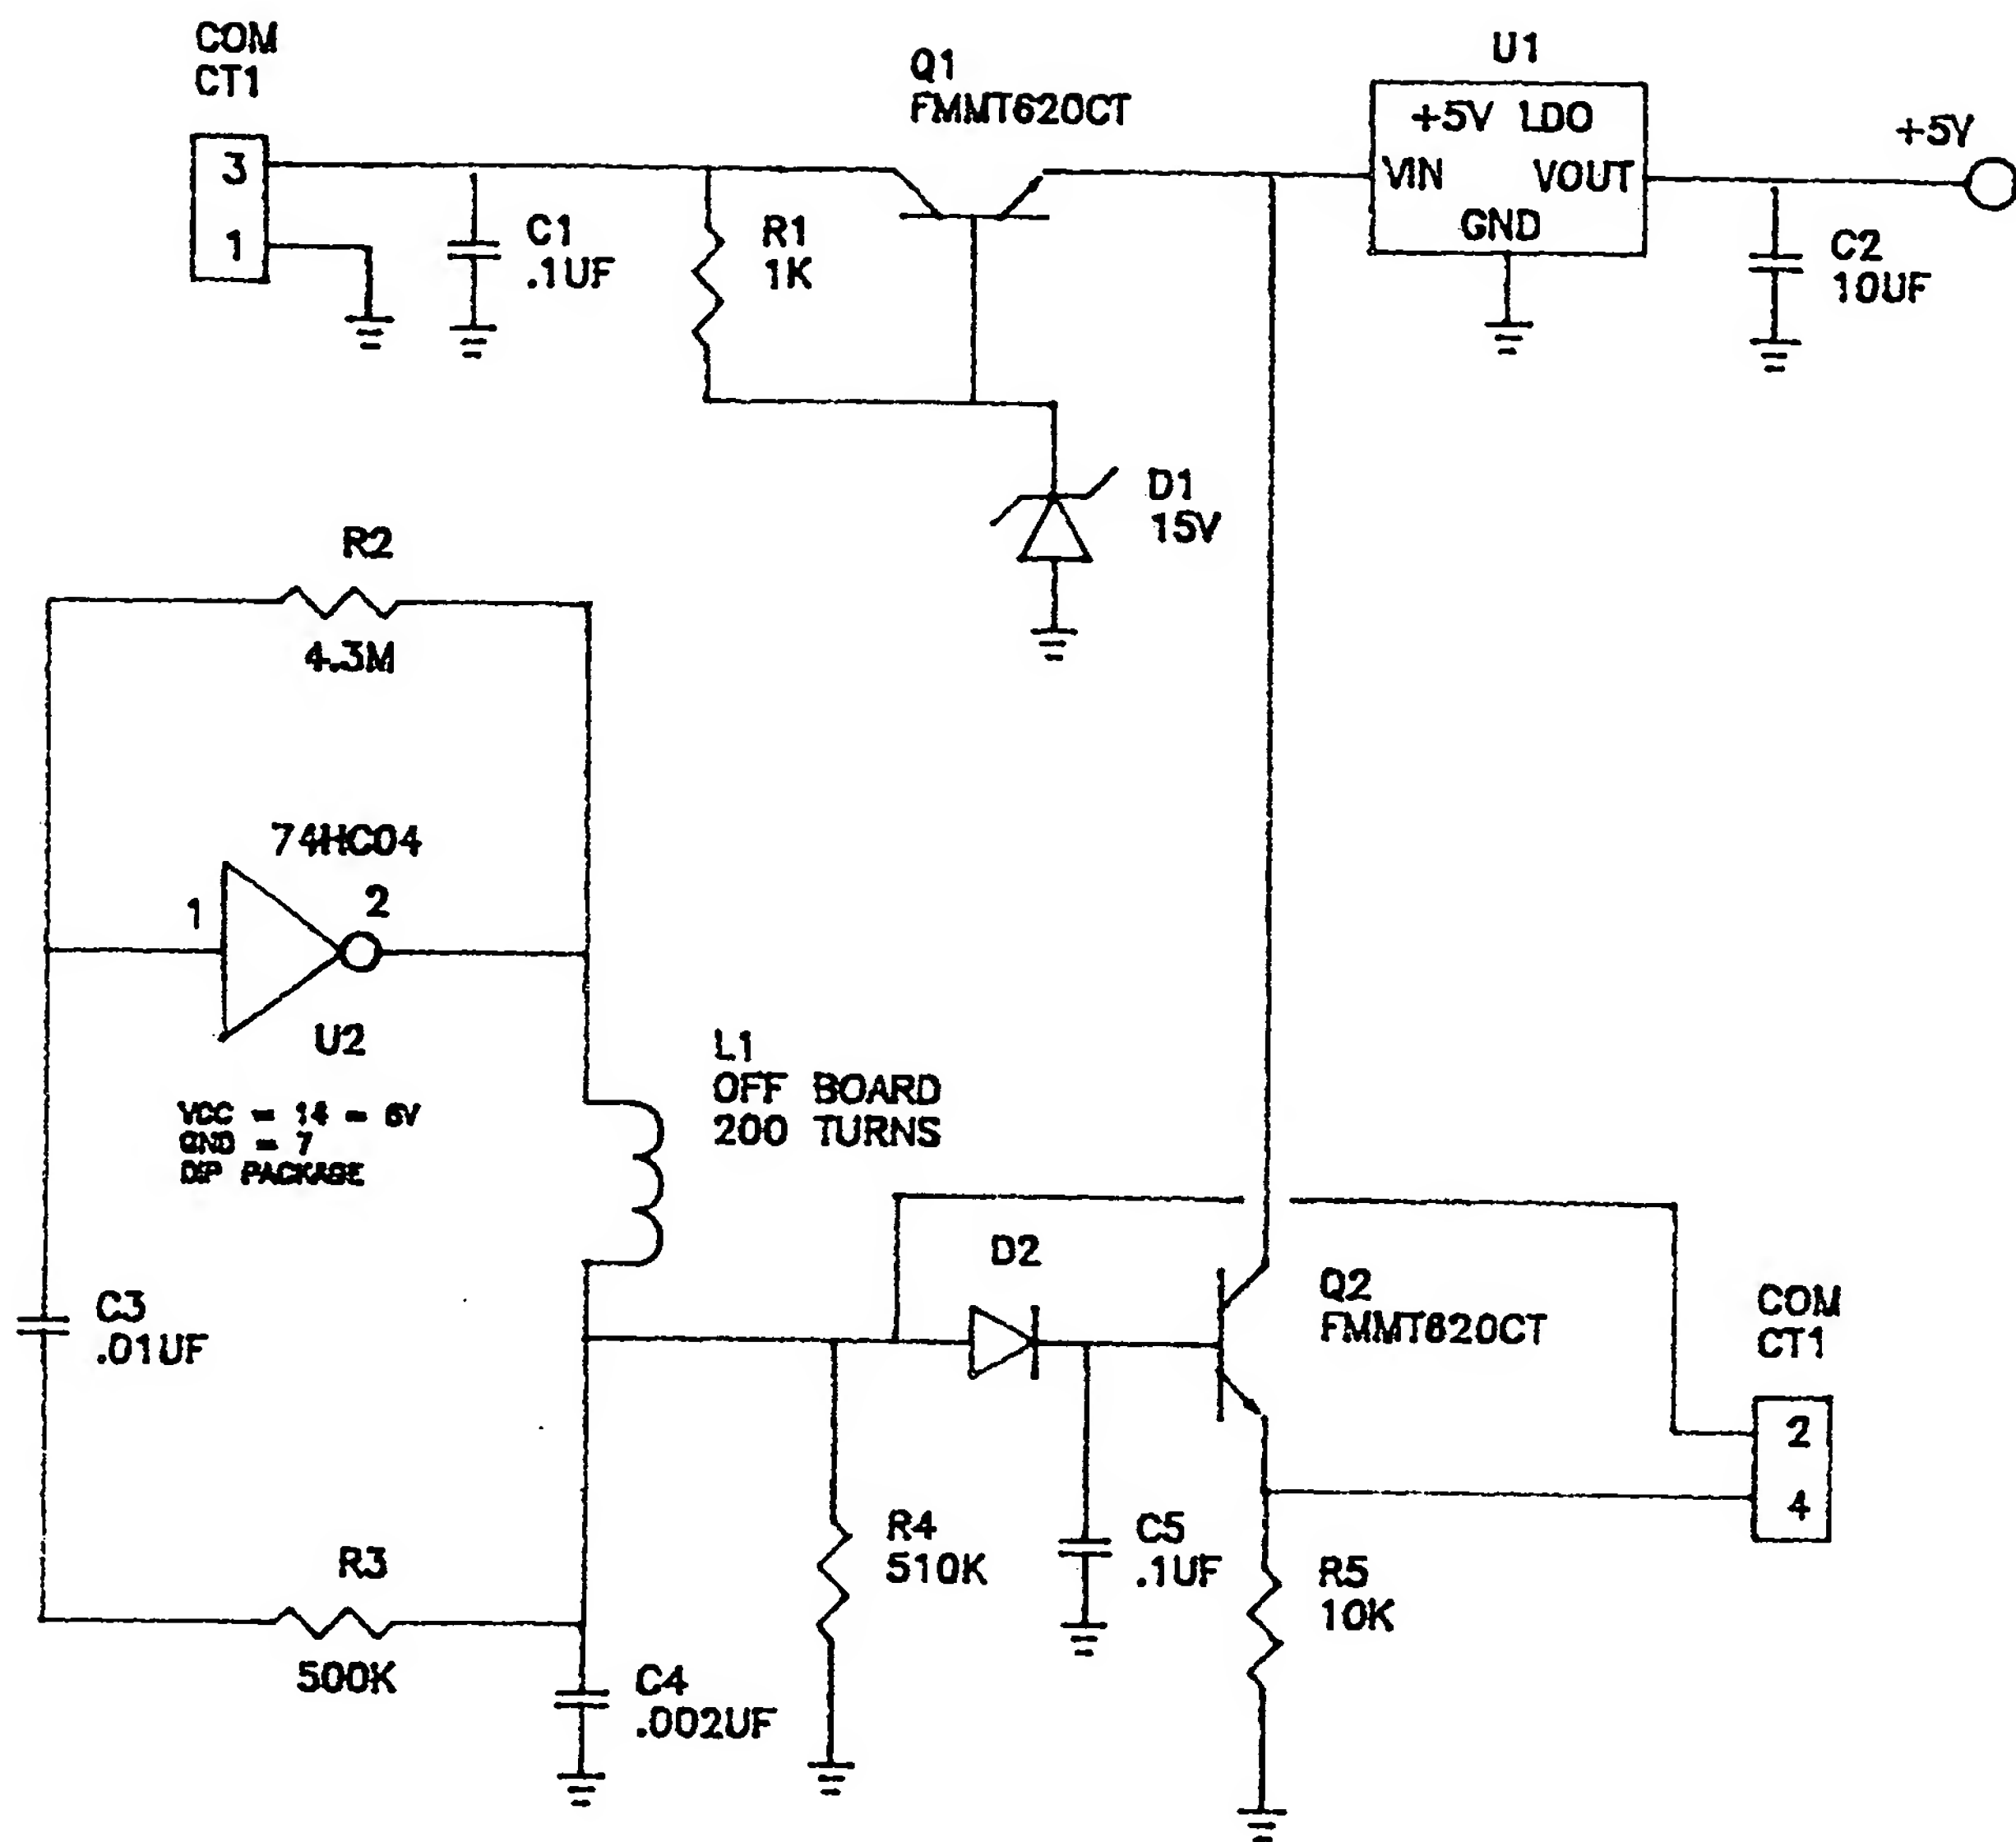 COM
CT1
3
1
C1
.1UF
R1
1K
Q1
FMMT620CT
U1
+5V LDO
VIN
VOUT
GND
+5V
C2
10UF
D1
15V
R2
4.3M
74HC04
1
2
U2
VCC = 14 = 5V
GND = 7
DIP PACKAGE
L1
OFF BOARD
200 TURNS
C3
.01UF
D2
Q2
FMMT620CT
COM
CT1
2
4
R3
500K
C4
.002UF
R4
510K
C5
.1UF
R5
10K